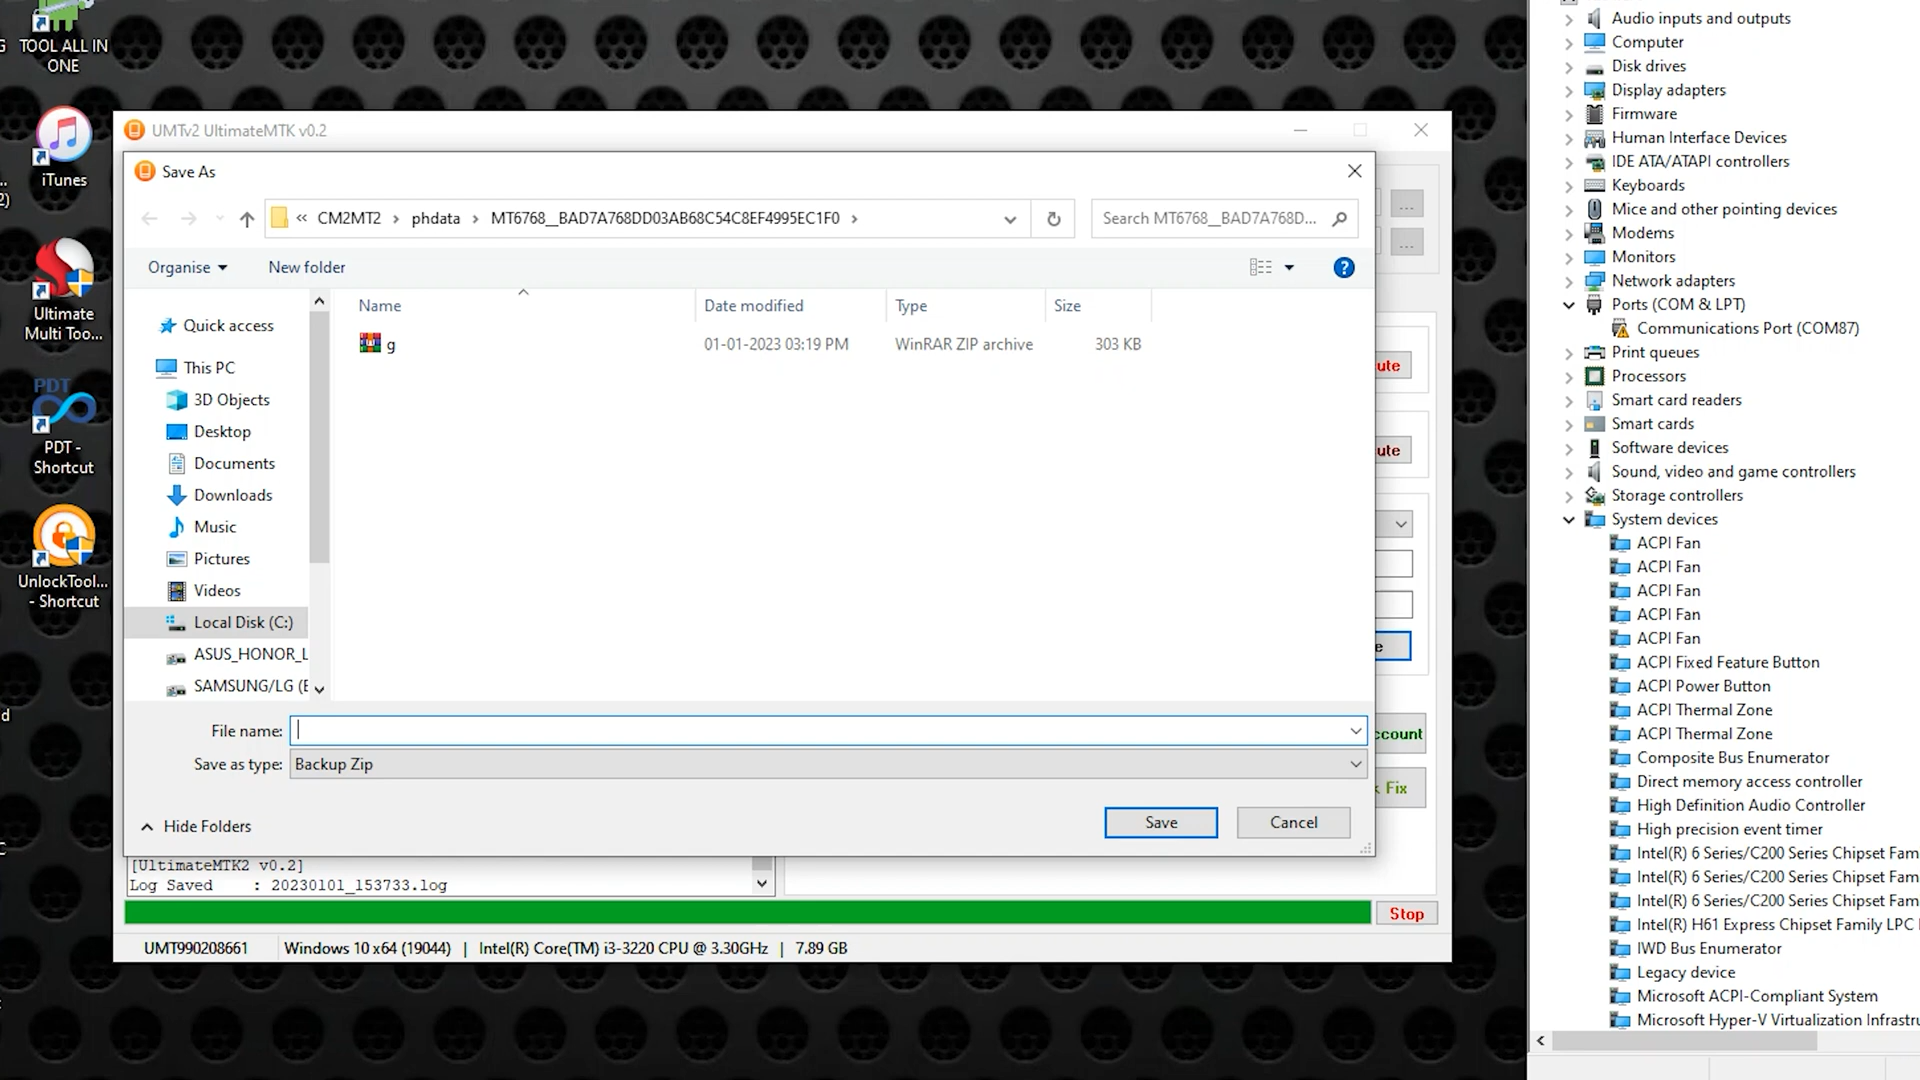 TOOL ALL IN
ONE
iTunes
Ultimate
Multi Too...
PDT
PDT -
Shortcut
UnlockTool...
- Shortcut
UMTv2 UltimateMTK v0.2
Save As
« CM2MT2 › phdata › MT6768__BAD7A768DD03AB68C54C8EF4995EC1F0 ›
Search MT6768__BAD7A768D...
Organise
New folder
Name
Date modified
Type
Size
g
01-01-2023 03:19 PM
WinRAR ZIP archive
303 KB
Quick access
This PC
3D Objects
Desktop
Documents
Downloads
Music
Pictures
Videos
Local Disk (C:)
ASUS_HONOR_L
SAMSUNG/LG (E
File name:
Save as type: Backup Zip
Hide Folders
Save
Cancel
...
...
ute
ute
e
ccount
k Fix
[UltimateMTK2 v0.2]
Log Saved : 20230101_153733.log
Stop
UMT990208661
Windows 10 x64 (19044) | Intel(R) Core(TM) i3-3220 CPU @ 3.30GHz | 7.89 GB
Audio inputs and outputs
Computer
Disk drives
Display adapters
Firmware
Human Interface Devices
IDE ATA/ATAPI controllers
Keyboards
Mice and other pointing devices
Modems
Monitors
Network adapters
Ports (COM & LPT)
Communications Port (COM87)
Print queues
Processors
Smart card readers
Smart cards
Software devices
Sound, video and game controllers
Storage controllers
System devices
ACPI Fan
ACPI Fan
ACPI Fan
ACPI Fan
ACPI Fan
ACPI Fixed Feature Button
ACPI Power Button
ACPI Thermal Zone
ACPI Thermal Zone
Composite Bus Enumerator
Direct memory access controller
High Definition Audio Controller
High precision event timer
Intel(R) 6 Series/C200 Series Chipset Fam
Intel(R) 6 Series/C200 Series Chipset Fam
Intel(R) 6 Series/C200 Series Chipset Fam
Intel(R) H61 Express Chipset Family LPC I
IWD Bus Enumerator
Legacy device
Microsoft ACPI-Compliant System
Microsoft Hyper-V Virtualization Infrastru